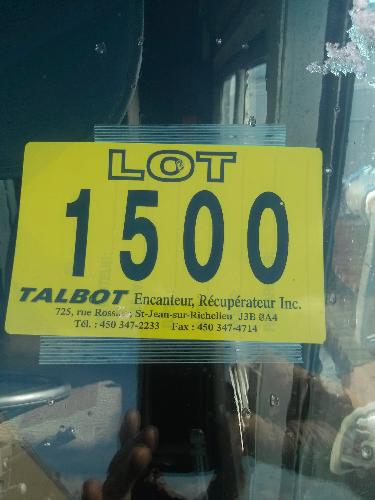 LOT
1500
TALBOT Encanteur, Récupérateur Inc.
725, rue St-Jean-sur-Richelieu J3B 8A4
Tél. : 450 347-2233 Fax : 450 347-4714